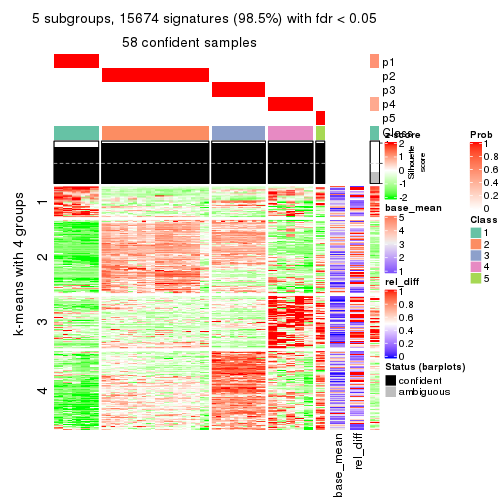 5 subgroups, 15674 signatures (98.5%) with fdr < 0.05
58 confident samples
p1
p2
p3
p4
p5
Class
z-score
2
1
0
-1
-2
Silhouette score
Prob
1
0.8
0.6
0.4
0.2
0
base_mean
5
4
3
2
1
Class
1
2
3
4
5
rel_diff
1
0.8
0.6
0.4
0.2
0
Status (barplots)
confident
ambiguous
k-means with 4 groups
1
2
3
4
base_mean
rel_diff